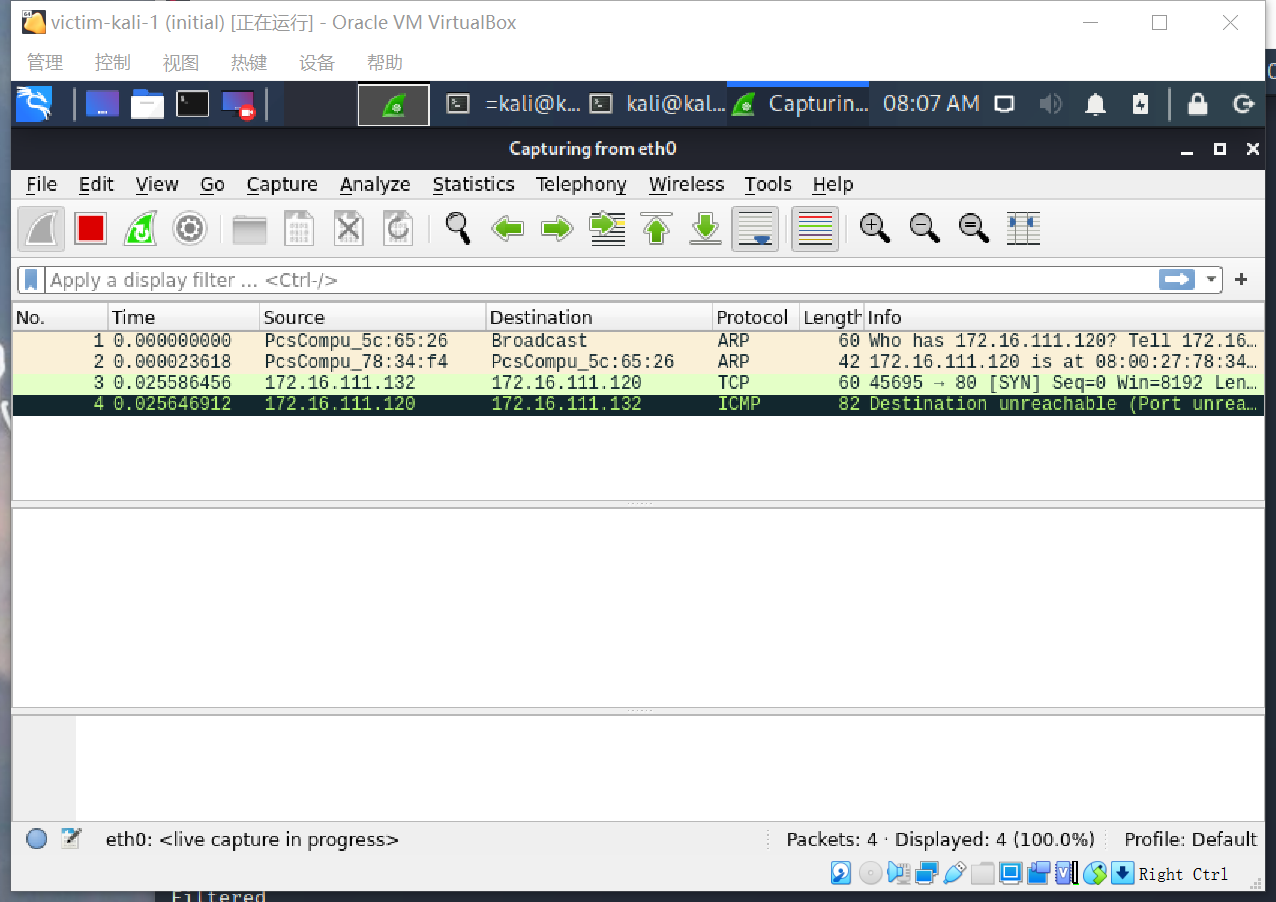 victim-kali-1 (initial) [正在运行] - Oracle VM VirtualBox
管理 控制 视图 热键 设备 帮助
=kali@k... kali@kal... Capturin... 08:07 AM
Capturing from eth0
File Edit View Go Capture Analyze Statistics Telephony Wireless Tools Help
Apply a display filter ... <Ctrl-/> +
No. Time Source Destination Protocol Length Info
1 0.000000000 PcsCompu_5c:65:26 Broadcast ARP 60 Who has 172.16.111.120? Tell 172.16...
2 0.000023618 PcsCompu_78:34:f4 PcsCompu_5c:65:26 ARP 42 172.16.111.120 is at 08:00:27:78:34...
3 0.025586456 172.16.111.132 172.16.111.120 TCP 60 45695 → 80 [SYN] Seq=0 Win=8192 Len...
4 0.025646912 172.16.111.120 172.16.111.132 ICMP 82 Destination unreachable (Port unrea...
eth0: <live capture in progress> Packets: 4 · Displayed: 4 (100.0%) Profile: Default
Right Ctrl
Filtered